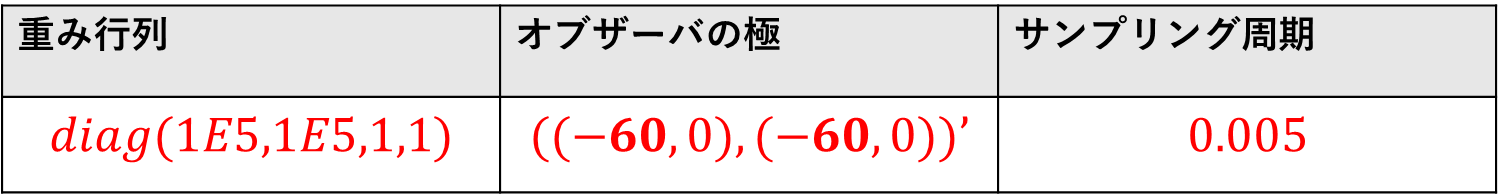 重み行列 オブザーバの極 サンプリング周期
diag(1E5,1E5,1,1) ((−60,0),(−60,0))’ 0.005